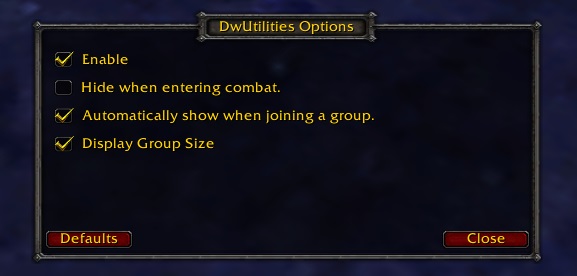 DwUtilities Options
Enable
Hide when entering combat.
Automatically show when joining a group.
Display Group Size
Defaults
Close